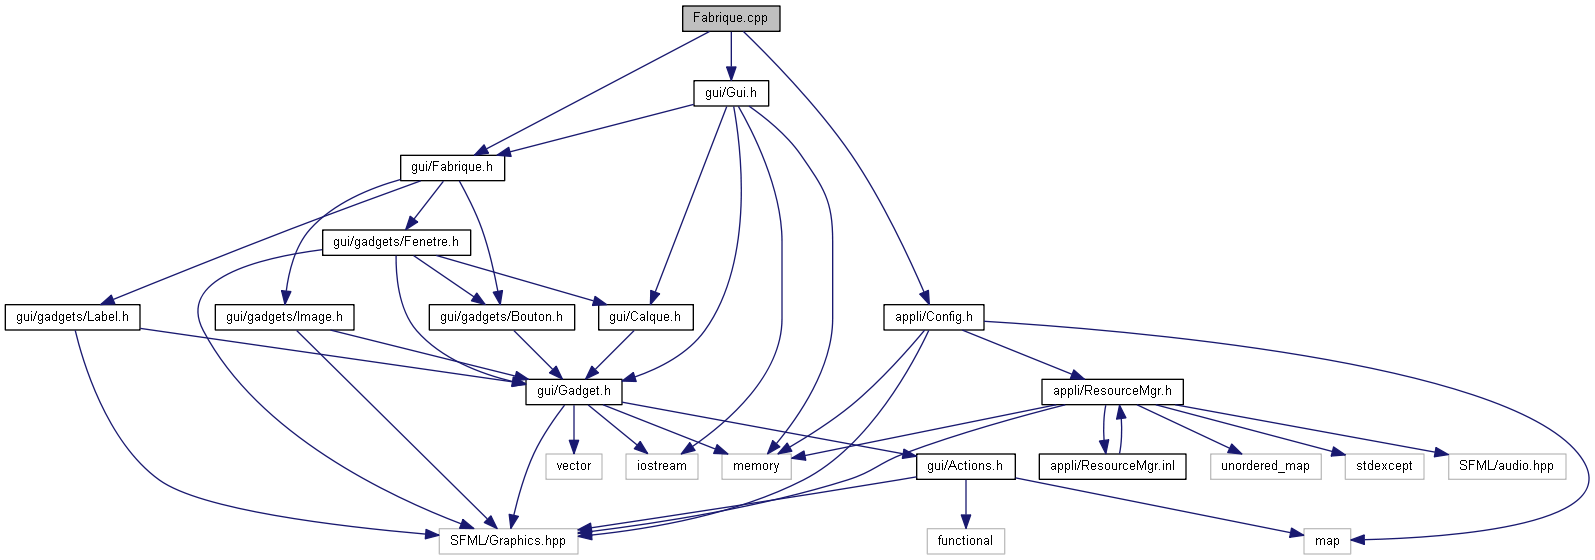 Fabrique.cpp
gui/Gui.h
gui/Fabrique.h
gui/gadgets/Fenetre.h
gui/gadgets/Label.h
gui/gadgets/Image.h
gui/gadgets/Bouton.h
gui/Calque.h
appli/Config.h
gui/Gadget.h
appli/ResourceMgr.h
vector
iostream
memory
gui/Actions.h
appli/ResourceMgr.inl
unordered_map
stdexcept
SFML/audio.hpp
SFML/Graphics.hpp
functional
map